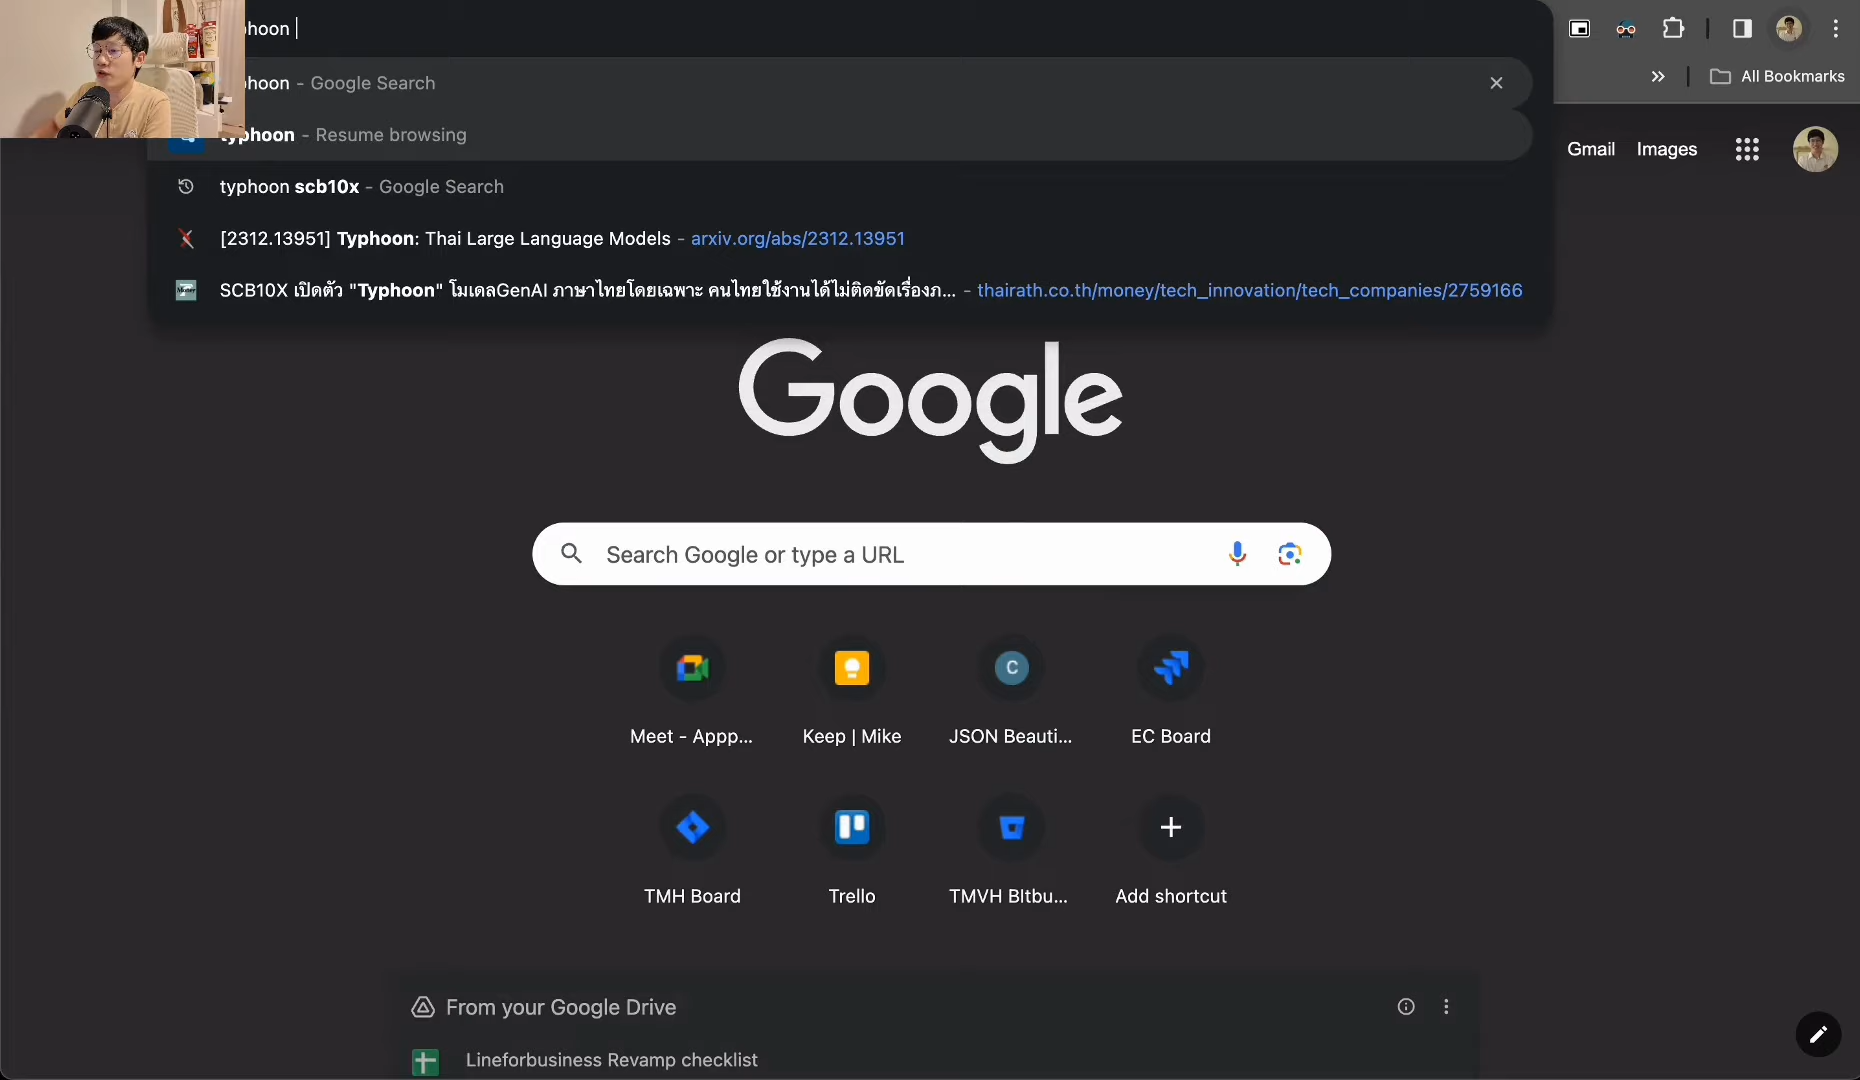 phoon
phoon - Google Search
typhoon - Resume browsing
typhoon scb10x - Google Search
[2312.13951] Typhoon: Thai Large Language Models - arxiv.org/abs/2312.13951
SCB10X เปิดตัว "Typhoon" โมเดลGenAI ภาษาไทยโดยเฉพาะ คนไทยใช้งานได้ไม่ติดขัดเรื่องภ... - thairath.co.th/money/tech_innovation/tech_companies/2759166
All Bookmarks
Gmail Images
Google
Search Google or type a URL
C
Meet - Appp... Keep | Mike JSON Beauti... EC Board
TMH Board Trello TMVH BItbu... Add shortcut
From your Google Drive
Lineforbusiness Revamp checklist